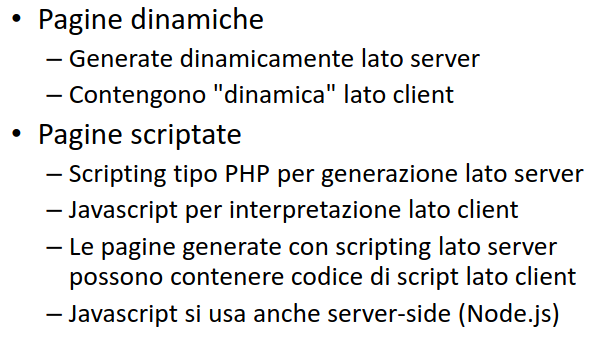 • Pagine dinamiche
– Generate dinamicamente lato server
– Contengono "dinamica" lato client
• Pagine scriptate
– Scripting tipo PHP per generazione lato server
– Javascript per interpretazione lato client
– Le pagine generate con scripting lato server
possono contenere codice di script lato client
– Javascript si usa anche server-side (Node.js)